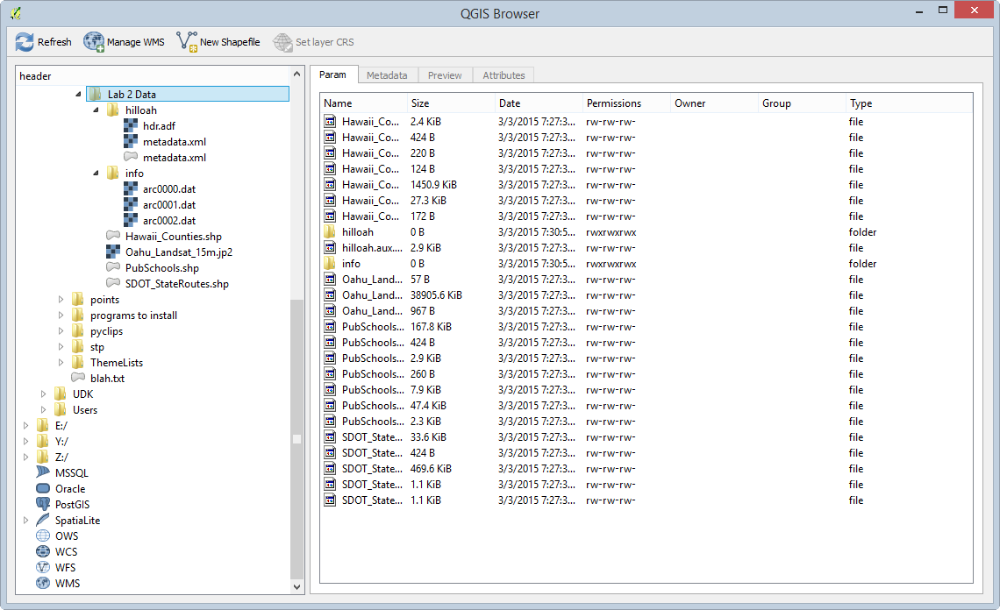 QGIS Browser
Refresh Manage WMS New Shapefile Set layer CRS
header
Lab 2 Data
hilloah
hdr.adf
metadata.xml
metadata.xml
info
arc0000.dat
arc0001.dat
arc0002.dat
Hawaii_Counties.shp
Oahu_Landsat_15m.jp2
PubSchools.shp
SDOT_StateRoutes.shp
points
programs to install
pyclips
stp
ThemeLists
blah.txt
UDK
Users
E:/
Y:/
Z:/
MSSQL
Oracle
PostGIS
SpatiaLite
OWS
WCS
WFS
WMS
Param Metadata Preview Attributes
Name Size Date Permissions Owner Group Type
Hawaii_Co... 2.4 KiB 3/3/2015 7:27:3... rw-rw-rw- file
Hawaii_Co... 424 B 3/3/2015 7:27:3... rw-rw-rw- file
Hawaii_Co... 220 B 3/3/2015 7:27:3... rw-rw-rw- file
Hawaii_Co... 124 B 3/3/2015 7:27:3... rw-rw-rw- file
Hawaii_Co... 1450.9 KiB 3/3/2015 7:27:3... rw-rw-rw- file
Hawaii_Co... 27.3 KiB 3/3/2015 7:27:3... rw-rw-rw- file
Hawaii_Co... 172 B 3/3/2015 7:27:3... rw-rw-rw- file
hilloah 0 B 3/3/2015 7:30:5... rwxrwxrwx folder
hilloah.aux.... 2.9 KiB 3/3/2015 7:27:3... rw-rw-rw- file
info 0 B 3/3/2015 7:30:5... rwxrwxrwx folder
Oahu_Land... 57 B 3/3/2015 7:27:3... rw-rw-rw- file
Oahu_Land... 38905.6 KiB 3/3/2015 7:27:3... rw-rw-rw- file
Oahu_Land... 967 B 3/3/2015 7:27:3... rw-rw-rw- file
PubSchools... 167.8 KiB 3/3/2015 7:27:3... rw-rw-rw- file
PubSchools... 424 B 3/3/2015 7:27:3... rw-rw-rw- file
PubSchools... 2.9 KiB 3/3/2015 7:27:3... rw-rw-rw- file
PubSchools... 260 B 3/3/2015 7:27:3... rw-rw-rw- file
PubSchools... 7.9 KiB 3/3/2015 7:27:3... rw-rw-rw- file
PubSchools... 47.4 KiB 3/3/2015 7:27:3... rw-rw-rw- file
PubSchools... 2.3 KiB 3/3/2015 7:27:3... rw-rw-rw- file
SDOT_State... 33.6 KiB 3/3/2015 7:27:3... rw-rw-rw- file
SDOT_State... 424 B 3/3/2015 7:27:3... rw-rw-rw- file
SDOT_State... 469.6 KiB 3/3/2015 7:27:3... rw-rw-rw- file
SDOT_State... 1.1 KiB 3/3/2015 7:27:3... rw-rw-rw- file
SDOT_State... 1.1 KiB 3/3/2015 7:27:3... rw-rw-rw- file